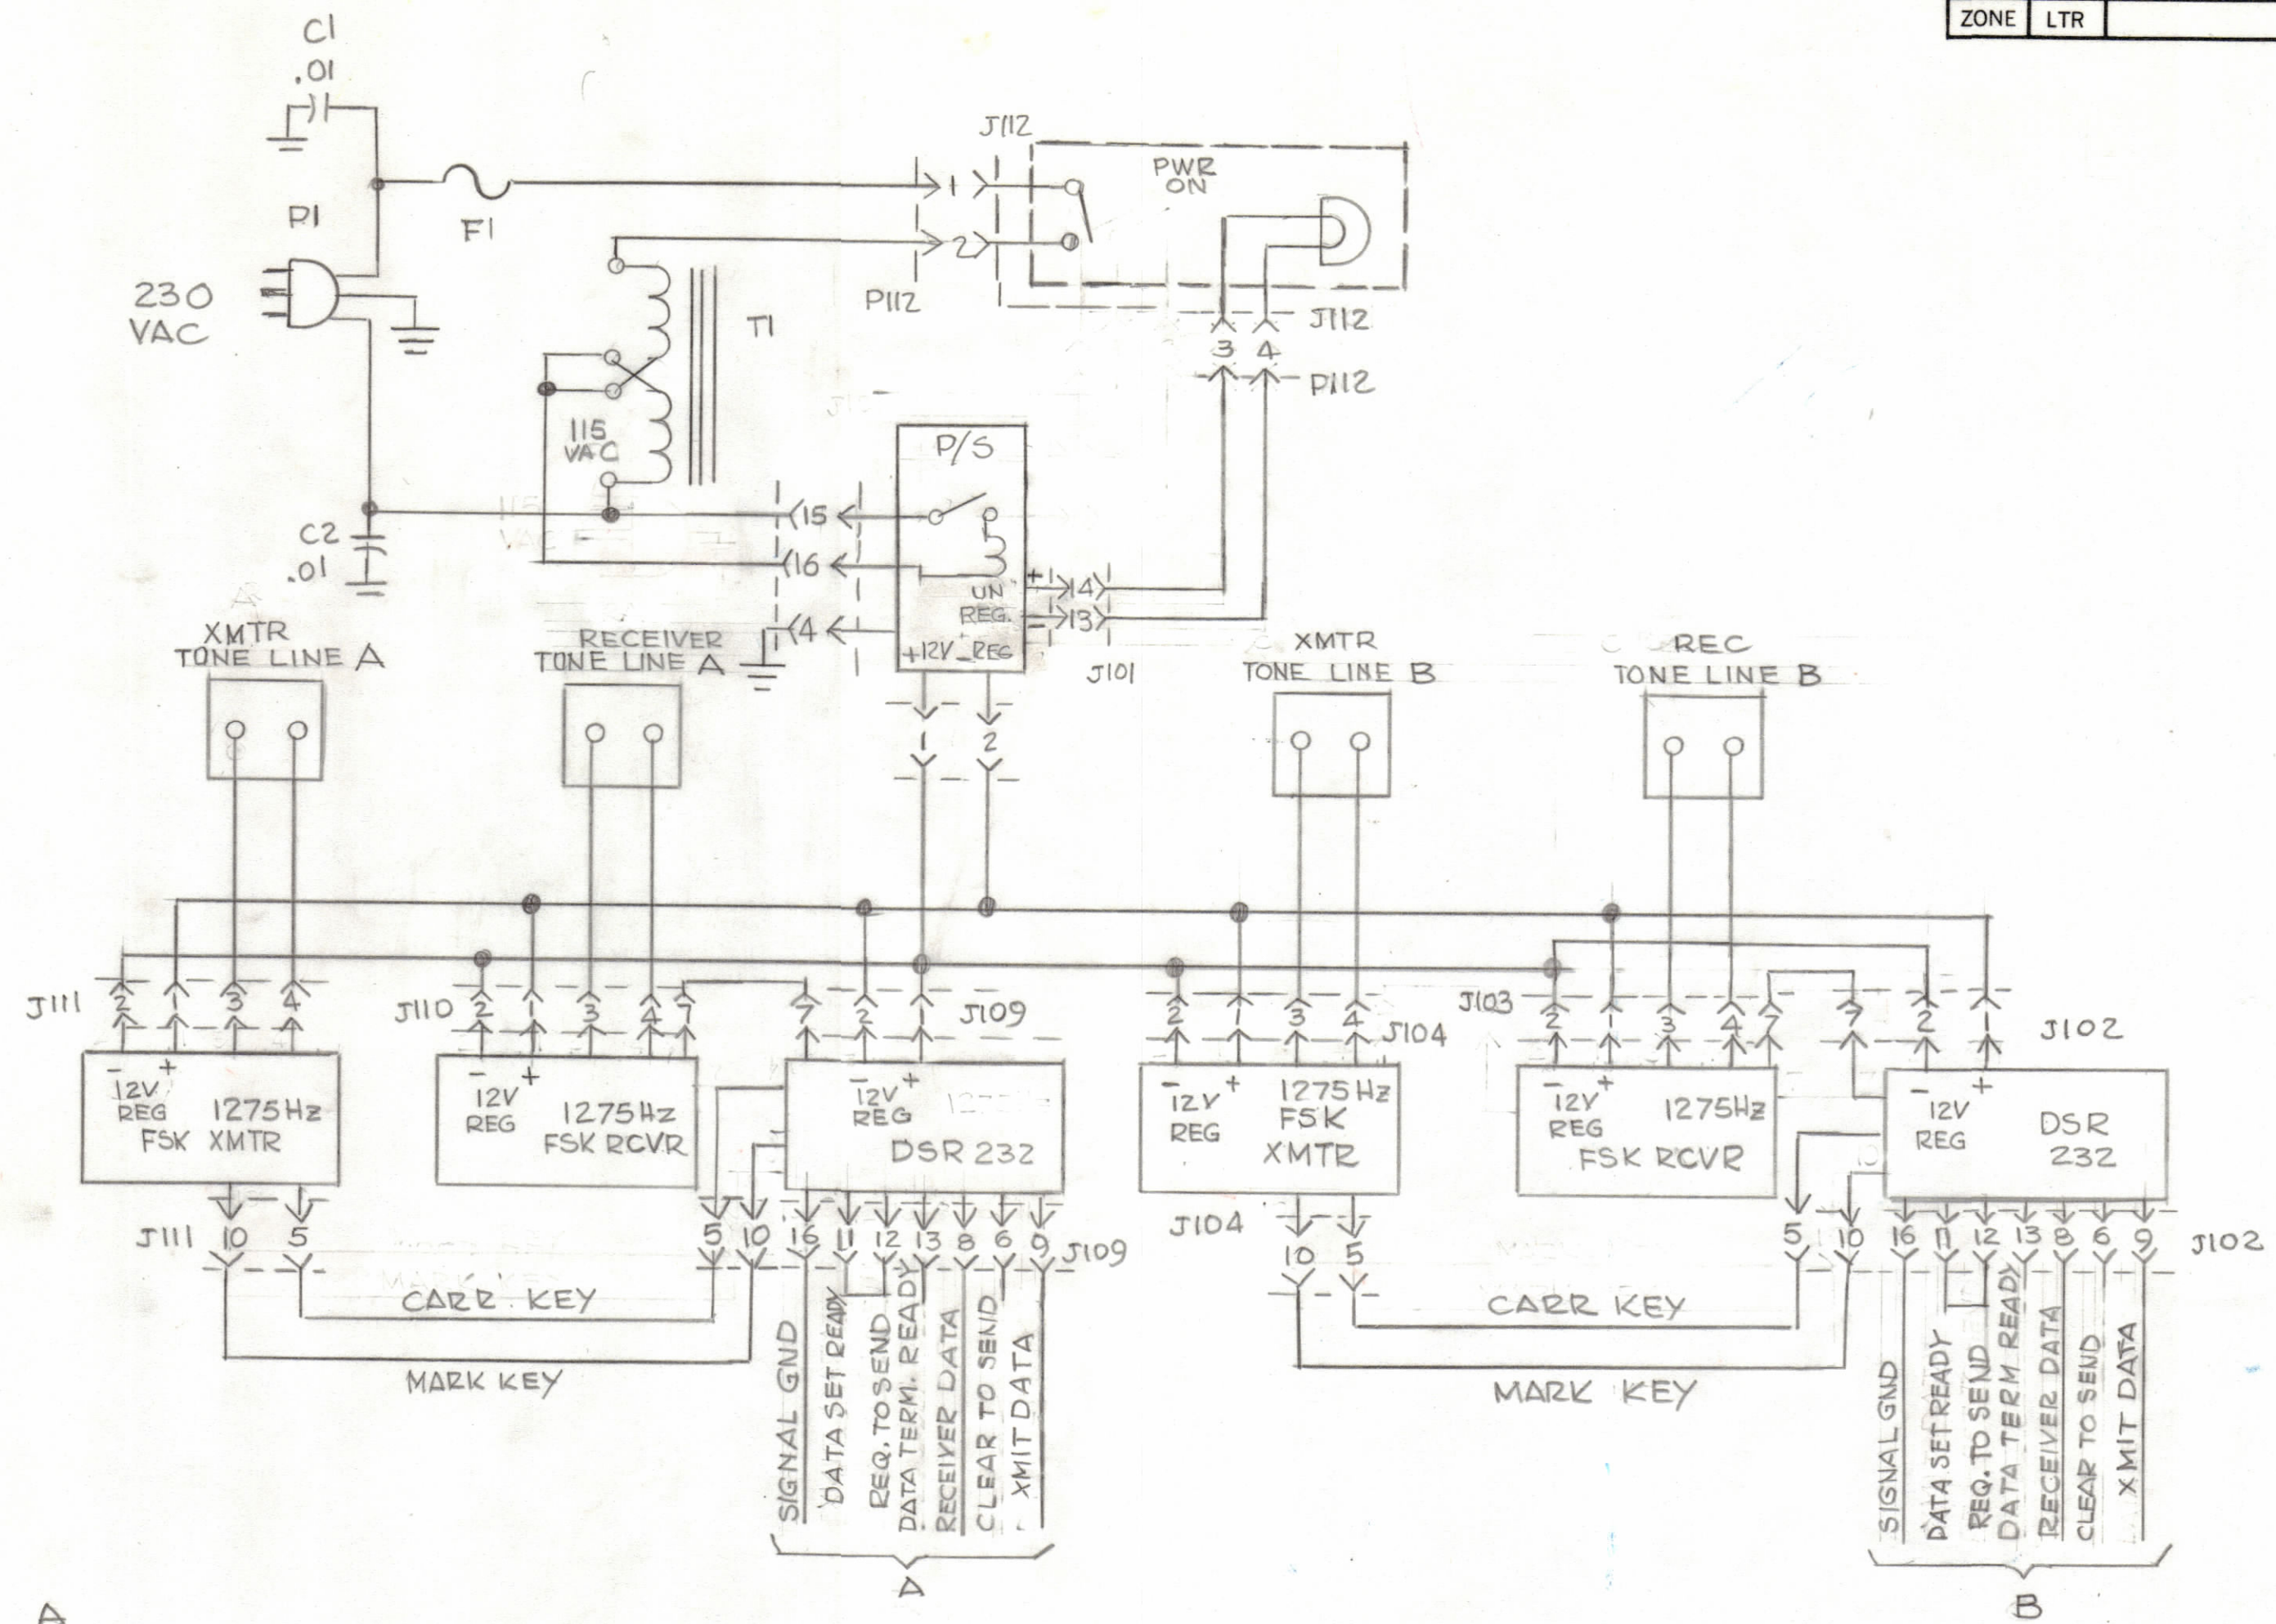 ZONE LTR
C1
.01
J112
PWR
ON
P1
F1
1
2
230
VAC
P112
T1
J112
3 4
P112
115
VAC
P/S
C2
.01
15
16
UN
REG.
+ 14
- 13
4
+12V - REG
J101
XMTR
TONE LINE A
RECEIVER
TONE LINE A
XMTR
TONE LINE B
REC
TONE LINE B
1 2
J111 2 1 3 4
J110 2 1 3 4 7
7 2 1 J109
2 1 3 4 J104
J103 2 1 3 4 7
7 2 1 J102
- +
12V
REG 1275HZ
FSK XMTR
- +
12V
REG 1275HZ
FSK RCVR
- +
12V
REG
DSR 232
- +
12V
REG
1275HZ
FSK
XMTR
- +
12V
REG 1275HZ
FSK RCVR
- +
12V
REG
DSR
232
J111 10 5
5 10 16 11 12 13 8 6 9 J109
J104
10 5
5 10 16 11 12 13 8 6 9 J102
CARR KEY
MARK KEY
CARR KEY
MARK KEY
SIGNAL GND
DATA SET READY
REQ. TO SEND
DATA TERM. READY
RECEIVER DATA
CLEAR TO SEND
XMIT DATA
A
SIGNAL GND
DATA SET READY
REQ. TO SEND
DATA TERM READY
RECEIVER DATA
CLEAR TO SEND
XMIT DATA
B
A